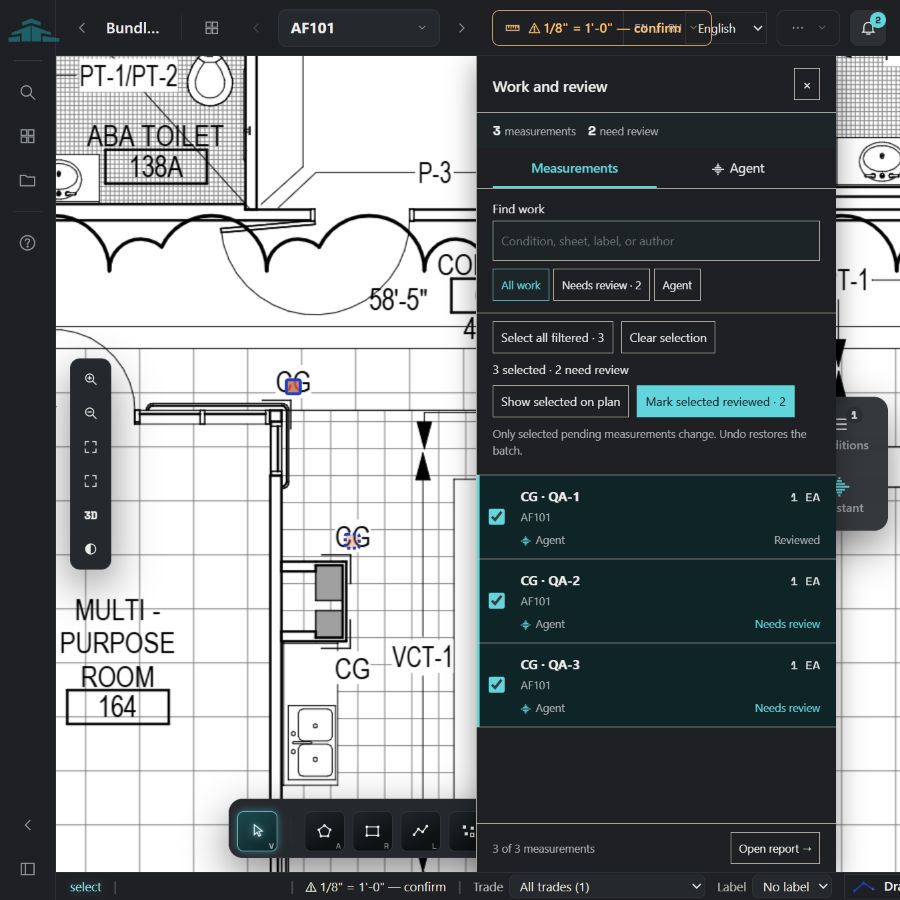 Bundl...
AF101
⚠ 1/8" = 1'-0" — confirm
English
···
2
PT-1/PT-2
ABA TOILET
138A
P-3
58'-5"
CG
CG
CG
VCT-1
MULTI -
PURPOSE
ROOM
164
3D
V
A
R
L
Work and review
×
3 measurements 2 need review
Measurements
Agent
Find work
Condition, sheet, label, or author
All work
Needs review · 2
Agent
Select all filtered · 3
Clear selection
3 selected · 2 need review
Show selected on plan
Mark selected reviewed · 2
Only selected pending measurements change. Undo restores the
batch.
CG · QA-1 1 EA
AF101
Agent Reviewed
CG · QA-2 1 EA
AF101
Agent Needs review
CG · QA-3 1 EA
AF101
Agent Needs review
3 of 3 measurements
Open report →
T-1
1
ditions
stant
select
⚠ 1/8" = 1'-0" — confirm
Trade All trades (1)
Label No label
Dra